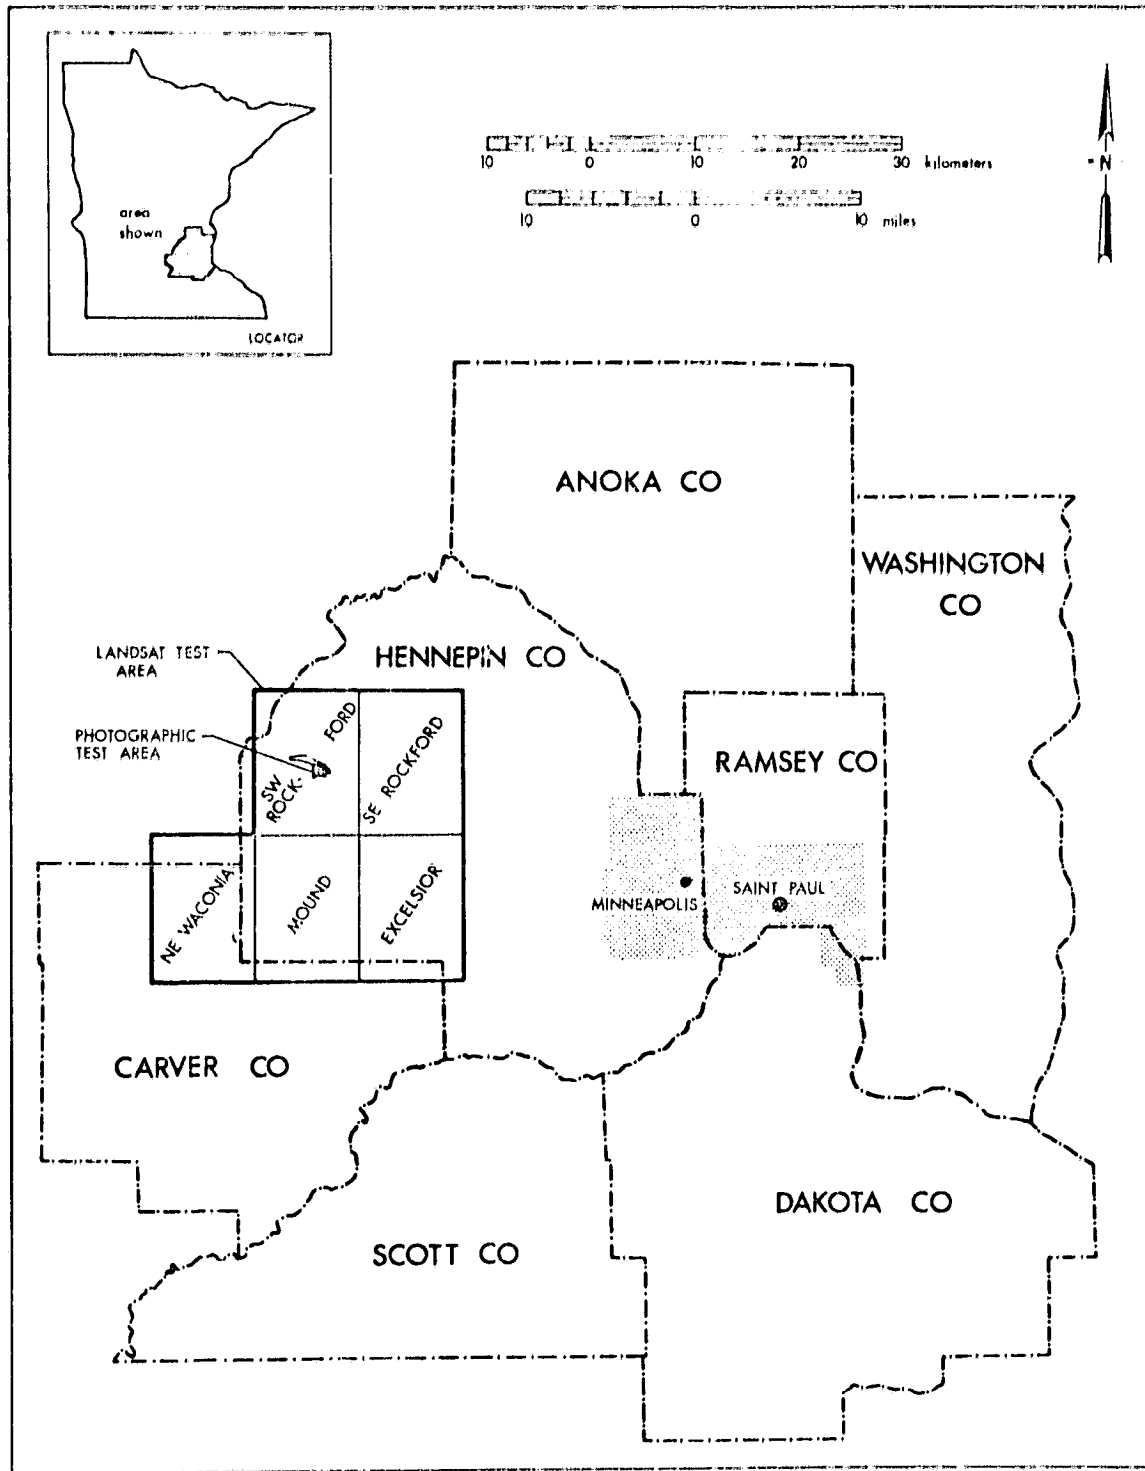 area
shown
LOCATOR
10 0 10 20 30 kilometers
10 0 10 miles
N
ANOKA CO
WASHINGTON
CO
HENNEPIN CO
LANDSAT TEST
AREA
PHOTOGRAPHIC
TEST AREA
SW
ROCK-
FORD
SE ROCKFORD
RAMSEY CO
NE WACONIA
MOUND
EXCELSIOR
MINNEAPOLIS
SAINT PAUL
CARVER CO
DAKOTA CO
SCOTT CO